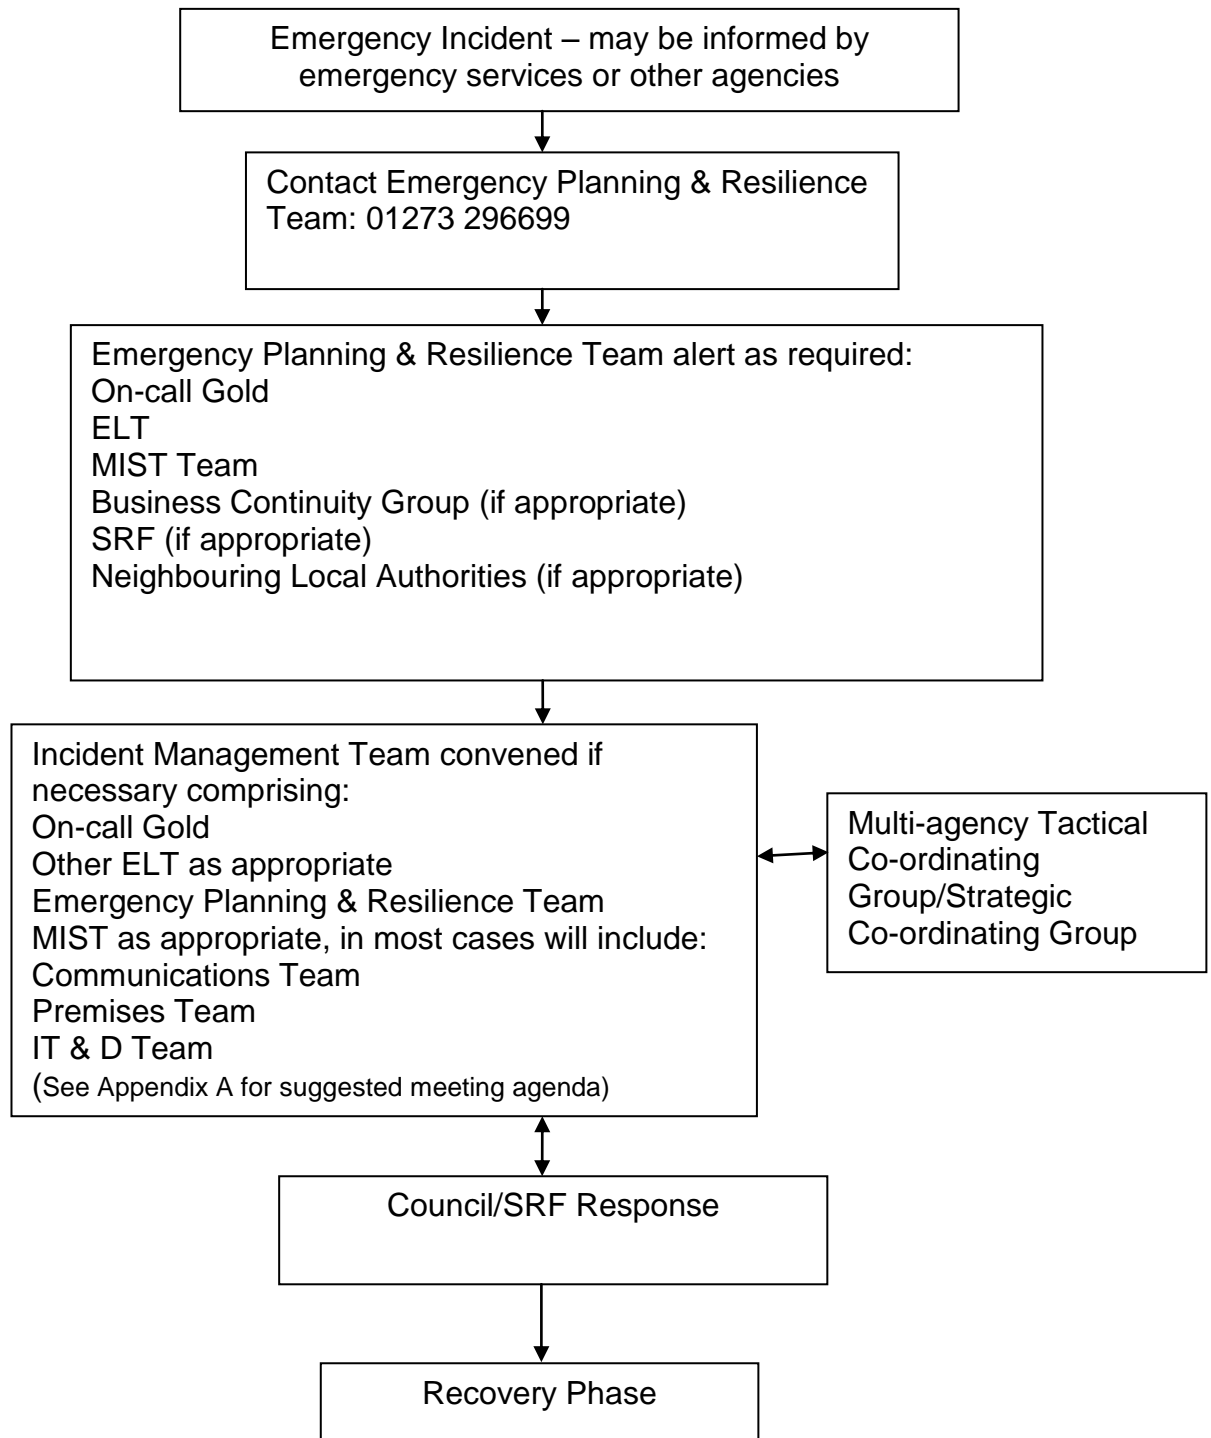 Emergency Incident – may be informed by
emergency services or other agencies
Contact Emergency Planning & Resilience
Team: 01273 296699
Emergency Planning & Resilience Team alert as required:
On-call Gold
ELT
MIST Team
Business Continuity Group (if appropriate)
SRF (if appropriate)
Neighbouring Local Authorities (if appropriate)
Incident Management Team convened if
necessary comprising:
On-call Gold
Other ELT as appropriate
Emergency Planning & Resilience Team
MIST as appropriate, in most cases will include:
Communications Team
Premises Team
IT & D Team
(See Appendix A for suggested meeting agenda)
Multi-agency Tactical
Co-ordinating
Group/Strategic
Co-ordinating Group
Council/SRF Response
Recovery Phase